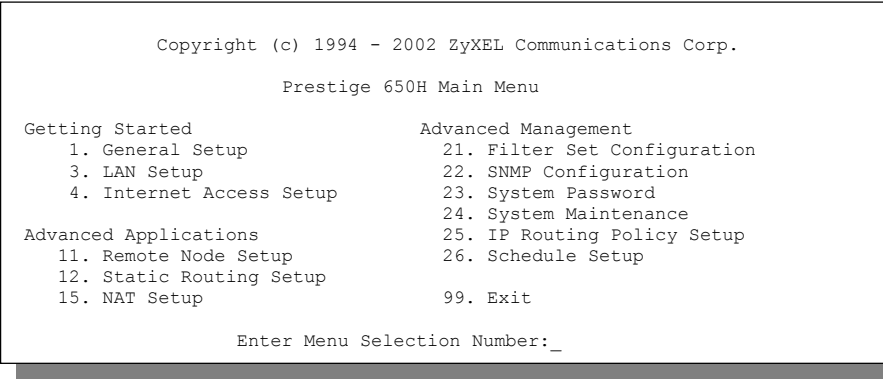 Copyright (c) 1994 - 2002 ZyXEL Communications Corp.
Prestige 650H Main Menu
Getting Started
1. General Setup
3. LAN Setup
4. Internet Access Setup
Advanced Applications
11. Remote Node Setup
12. Static Routing Setup
15. NAT Setup
Advanced Management
21. Filter Set Configuration
22. SNMP Configuration
23. System Password
24. System Maintenance
25. IP Routing Policy Setup
26. Schedule Setup
99. Exit
Enter Menu Selection Number:_